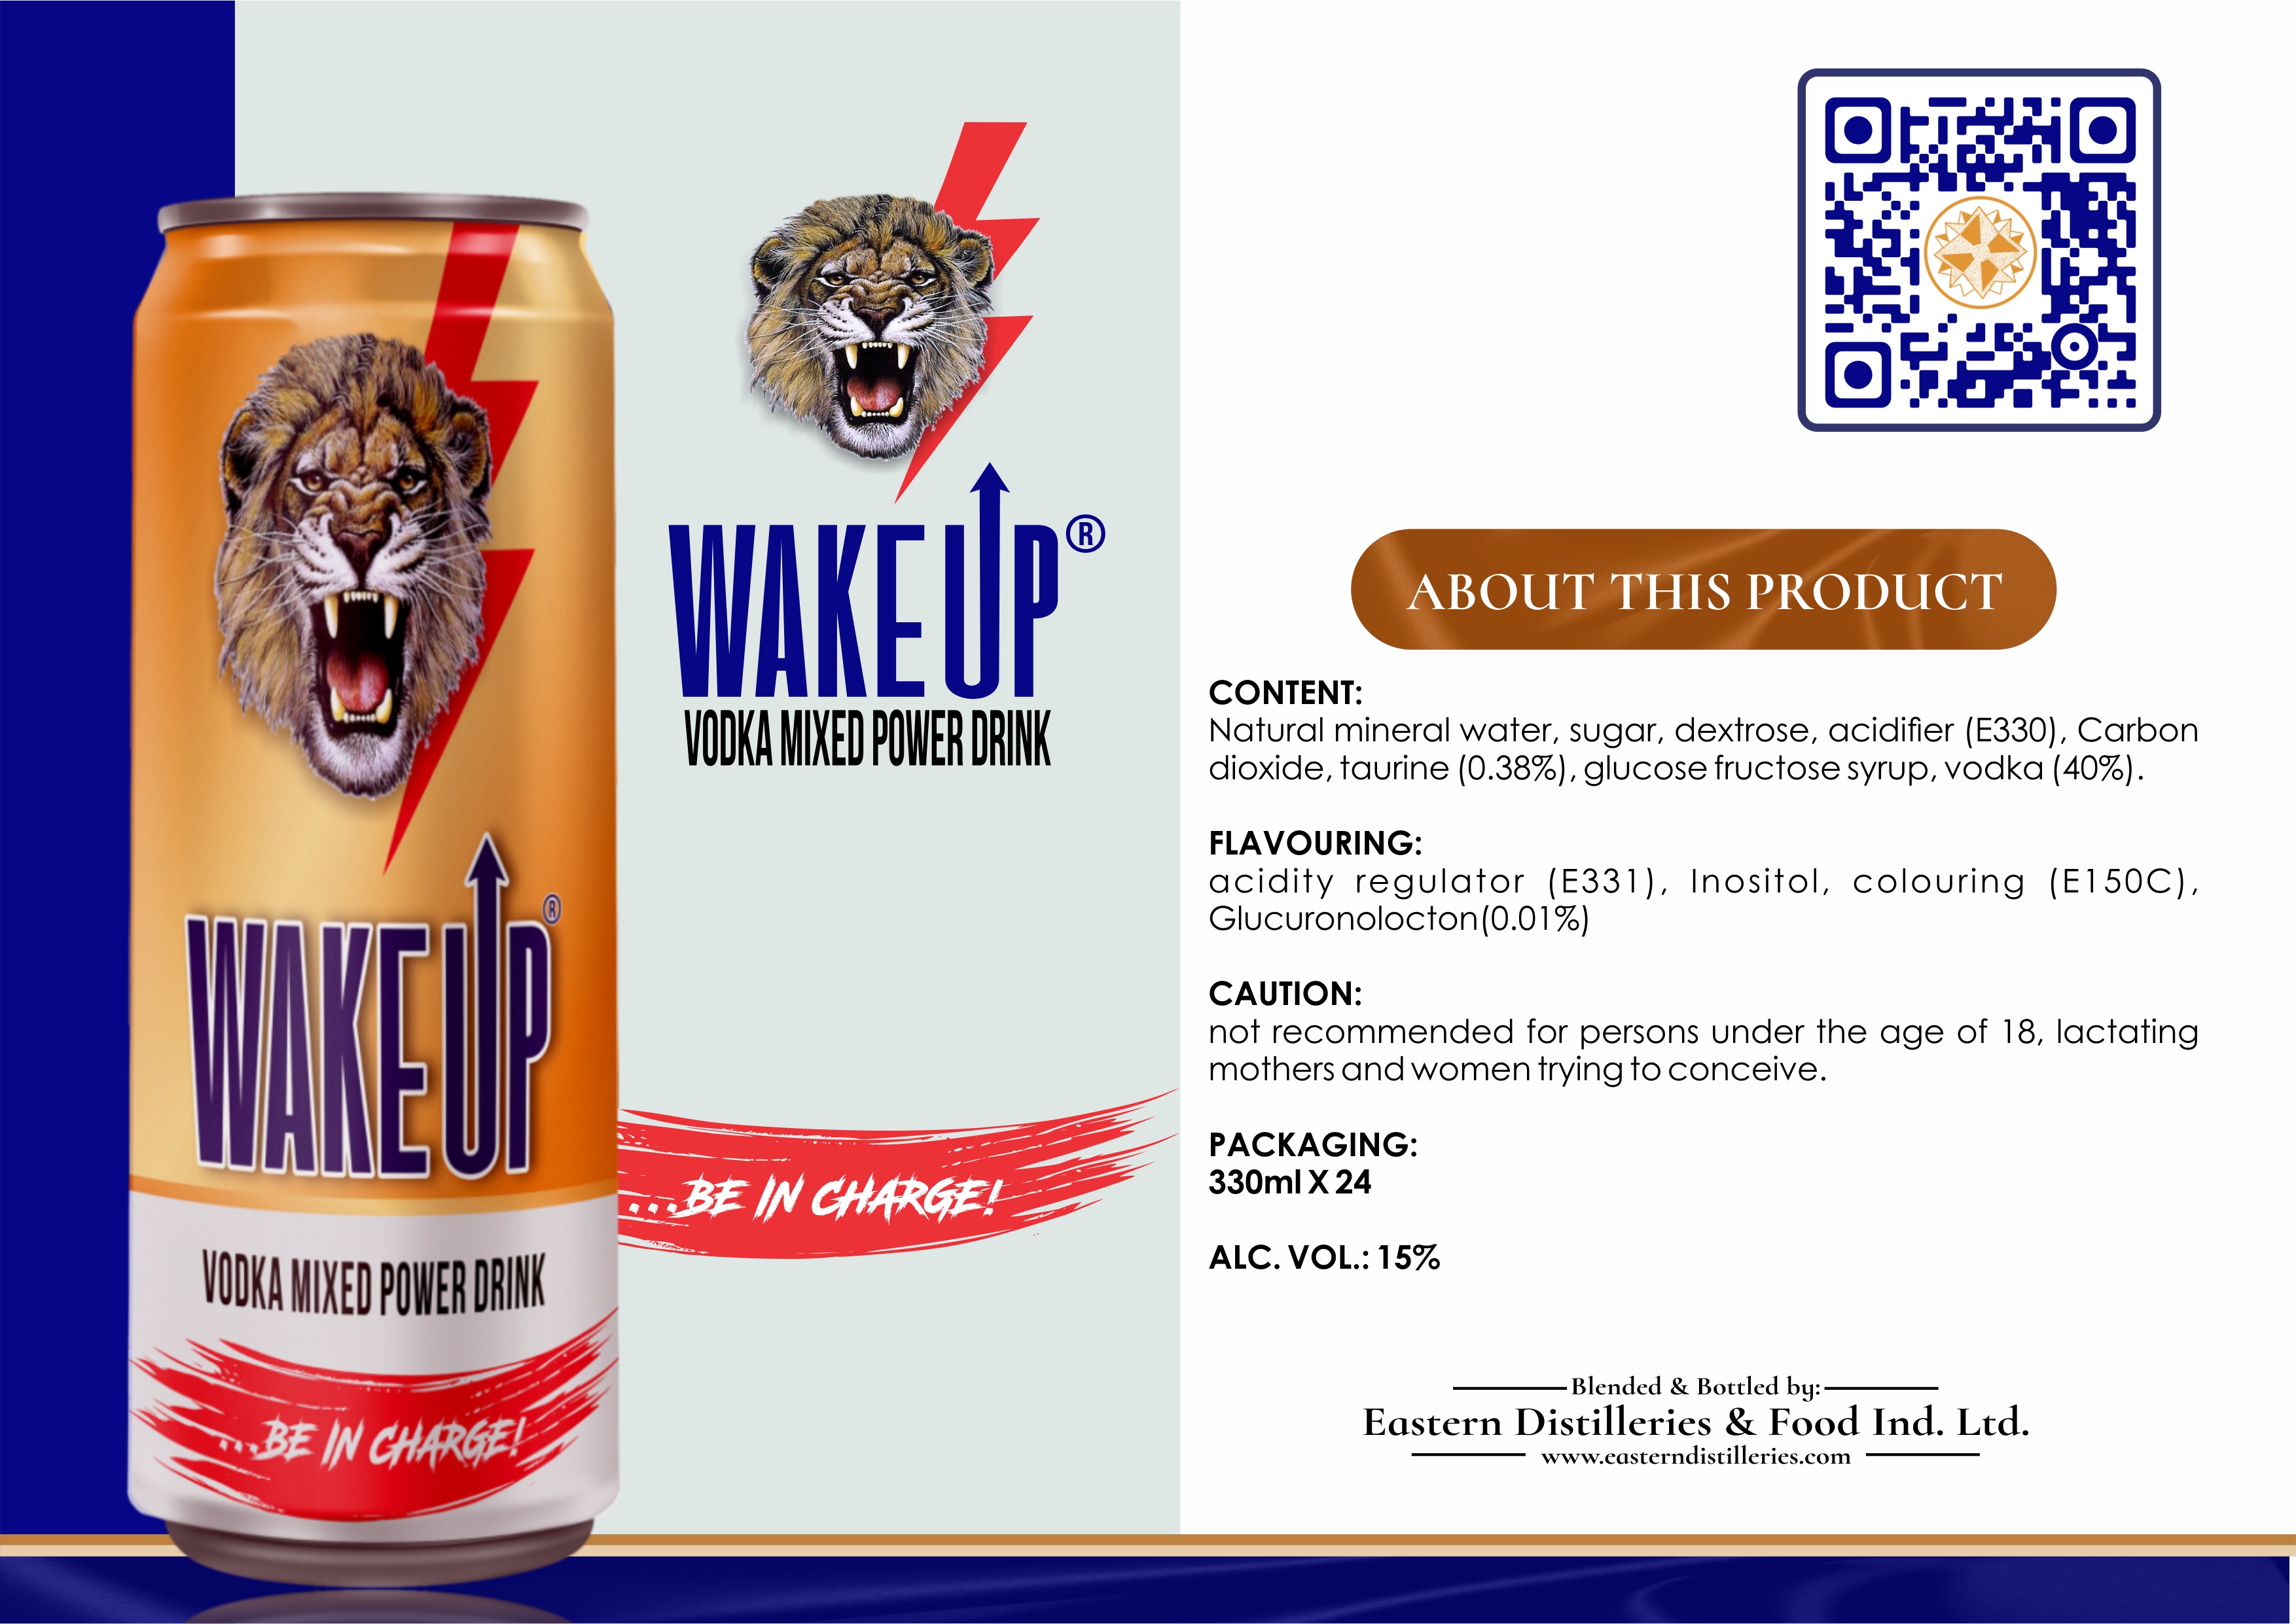 WAKE UP®
VODKA MIXED POWER DRINK
...BE IN CHARGE!
WAKE UP®
VODKA MIXED POWER DRINK
...BE IN CHARGE!
ABOUT THIS PRODUCT
CONTENT:
Natural mineral water, sugar, dextrose, acidifier (E330), Carbon
dioxide, taurine (0.38%), glucose fructose syrup, vodka (40%).
FLAVOURING:
acidity regulator (E331), Inositol, colouring (E150C),
Glucuronolocton(0.01%)
CAUTION:
not recommended for persons under the age of 18, lactating
mothers and women trying to conceive.
PACKAGING:
330ml X 24
ALC. VOL.: 15%
Blended & Bottled by:
Eastern Distilleries & Food Ind. Ltd.
www.easterndistilleries.com